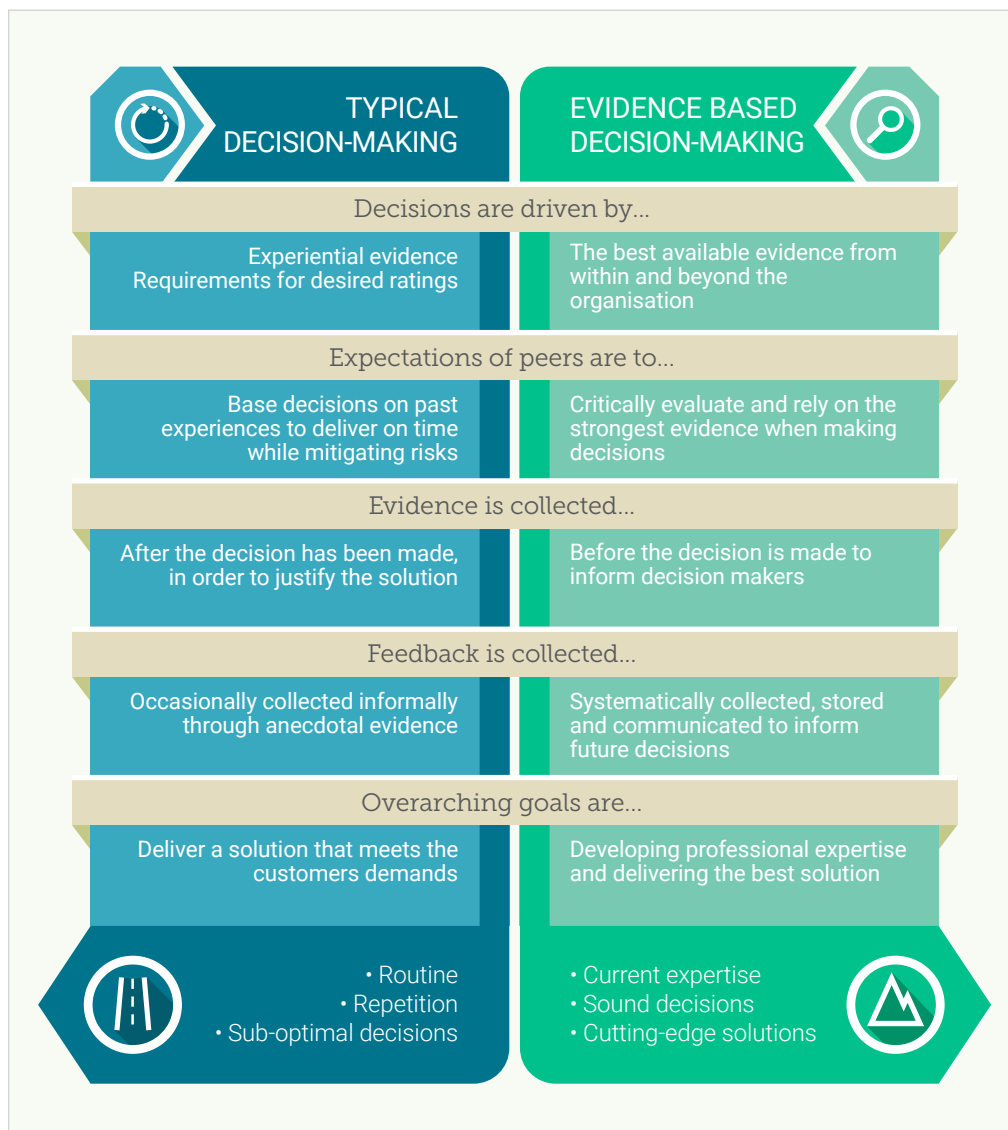 TYPICAL
DECISION-MAKING
EVIDENCE BASED
DECISION-MAKING
Decisions are driven by...
Experiential evidence
Requirements for desired ratings
The best available evidence from
within and beyond the
organisation
Expectations of peers are to...
Base decisions on past
experiences to deliver on time
while mitigating risks
Critically evaluate and rely on the
strongest evidence when making
decisions
Evidence is collected...
After the decision has been made,
in order to justify the solution
Before the decision is made to
inform decision makers
Feedback is collected...
Occasionally collected informally
through anecdotal evidence
Systematically collected, stored
and communicated to inform
future decisions
Overarching goals are...
Deliver a solution that meets the
customers demands
Developing professional expertise
and delivering the best solution
• Routine
• Repetition
• Sub-optimal decisions
• Current expertise
• Sound decisions
• Cutting-edge solutions